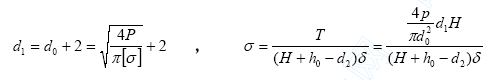 d₁ = d₀ + 2 = √(4P / π[σ]) + 2 , σ = T / ((H + h₀ − d₂)δ) = ((4p / πd₀²) d₁H) / ((H + h₀ − d₂)δ)